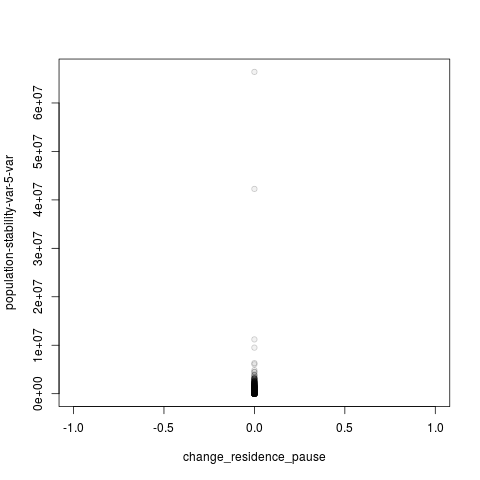 population-stability-var-5-var
6e+07
5e+07
4e+07
3e+07
2e+07
1e+07
0e+00
-1.0 -0.5 0.0 0.5 1.0
change_residence_pause